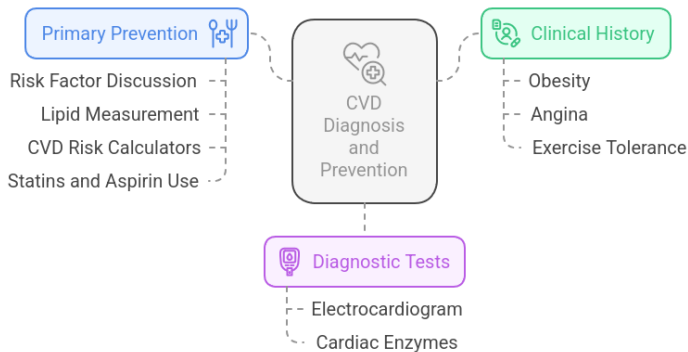 Primary Prevention
Risk Factor Discussion
Lipid Measurement
CVD Risk Calculators
Statins and Aspirin Use
CVD
Diagnosis
and
Prevention
Clinical History
Obesity
Angina
Exercise Tolerance
Diagnostic Tests
Electrocardiogram
Cardiac Enzymes